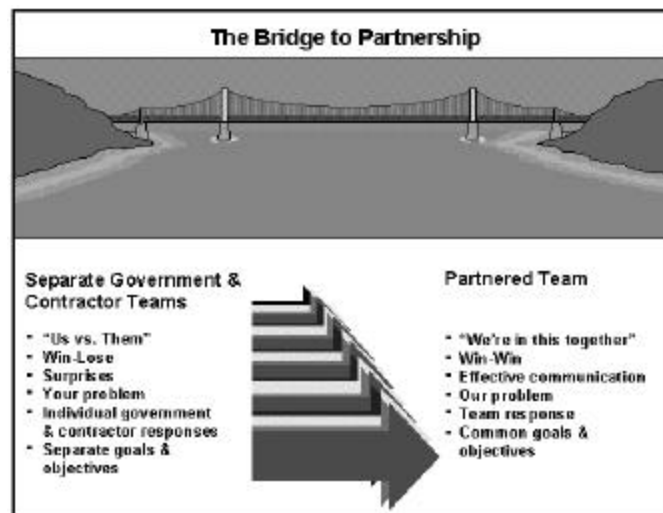 The Bridge to Partnership
Separate Government &
Contractor Teams
- "Us vs. Them"
- Win-Lose
- Surprises
- Your problem
- Individual government
& contractor responses
- Separate goals &
objectives
Partnered Team
- "We're in this together"
- Win-Win
- Effective communication
- Our problem
- Team response
- Common goals &
objectives